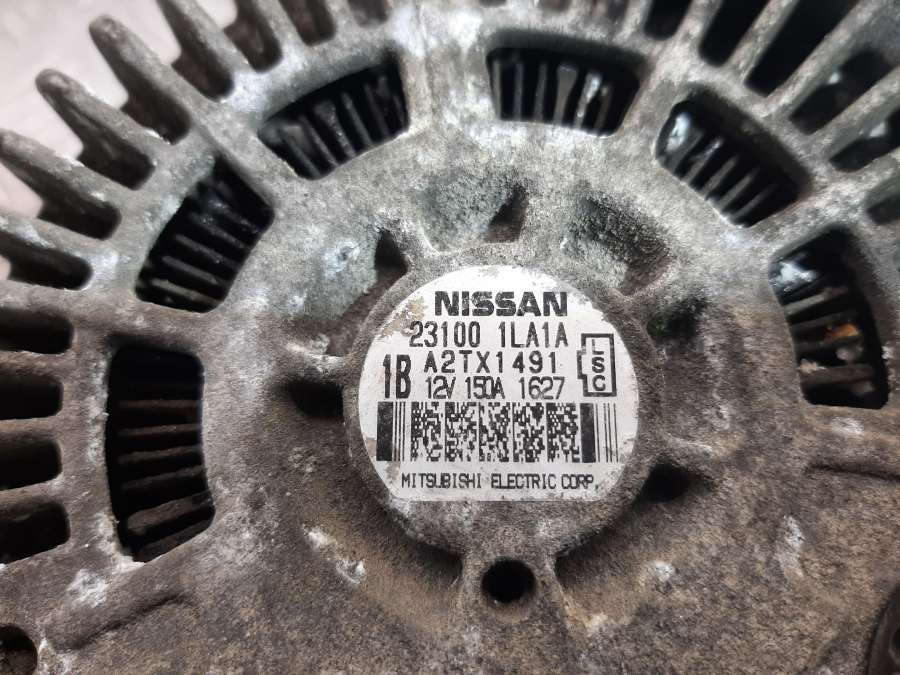 NISSAN
23100 1LA1A
1B A2TX1491
12V 150A 1627
L
S
C
MITSUBISHI ELECTRIC CORP.